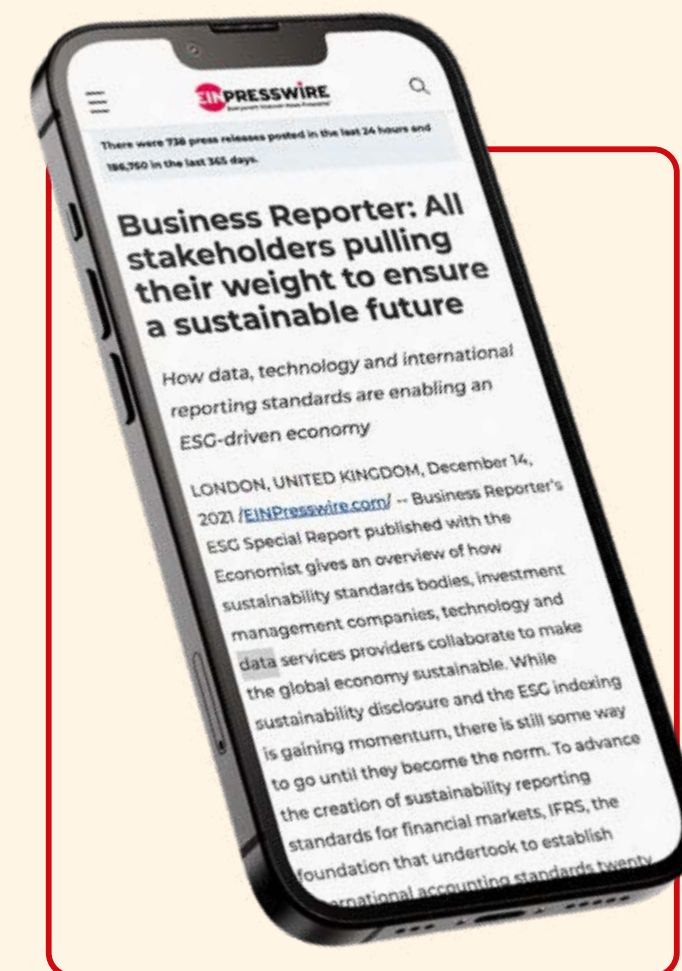 EINPRESSWIRE
There were 738 press releases posted in the last 24 hours and
186,750 in the last 365 days.
Business Reporter: All
stakeholders pulling
their weight to ensure
a sustainable future
How data, technology and international
reporting standards are enabling an
ESG-driven economy
LONDON, UNITED KINGDOM, December 14,
2021 /EINPresswire.com/ -- Business Reporter's
ESG Special Report published with the
Economist gives an overview of how
sustainability standards bodies, investment
management companies, technology and
data services providers collaborate to make
the global economy sustainable. While
sustainability disclosure and the ESG indexing
is gaining momentum, there is still some way
to go until they become the norm. To advance
the creation of sustainability reporting
standards for financial markets, IFRS, the
foundation that undertook to establish
accounting standards twenty